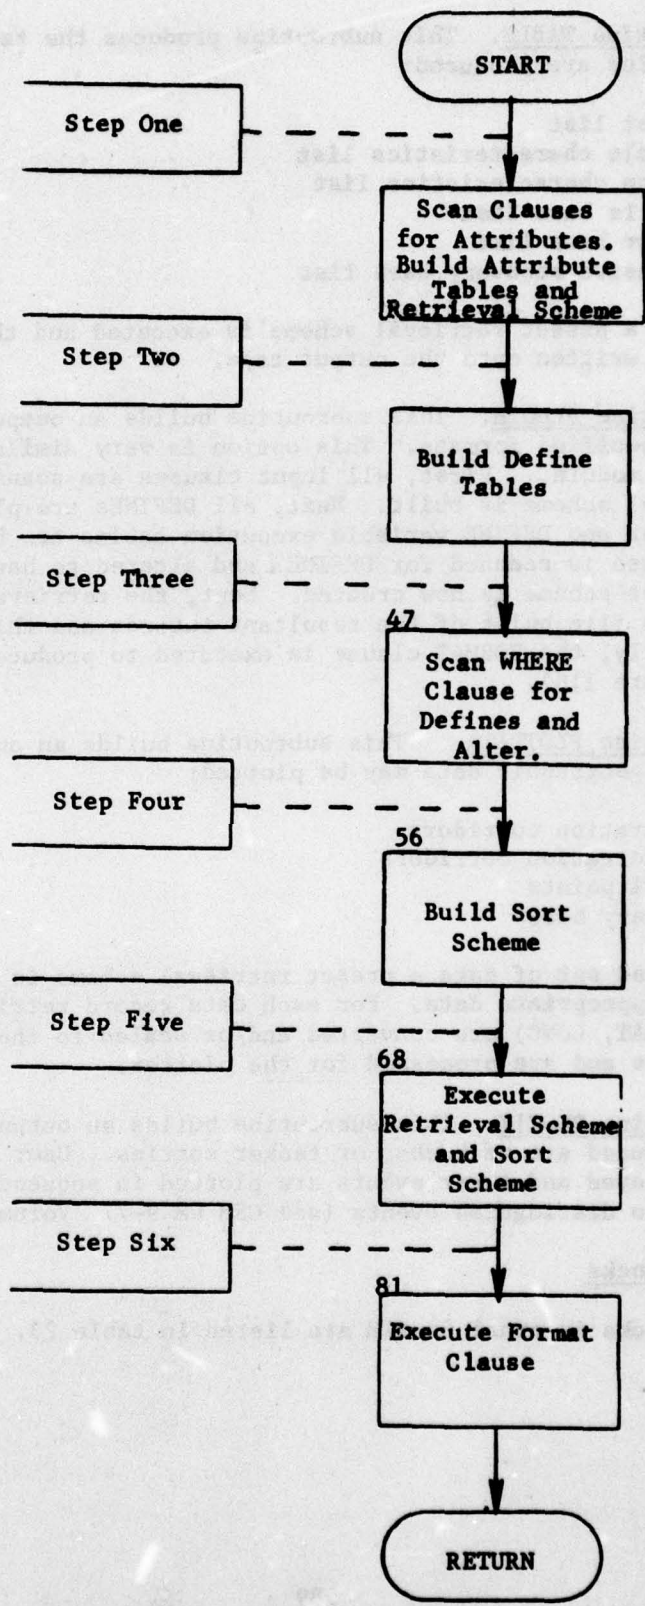 START
Step One
Scan Clauses
for Attributes.
Build Attribute
Tables and
Retrieval Scheme
Step Two
Build Define
Tables
Step Three
47
Scan WHERE
Clause for
Defines and
Alter.
Step Four
56
Build Sort
Scheme
Step Five
68
Execute
Retrieval Scheme
and Sort
Scheme
Step Six
81
Execute Format
Clause
RETURN